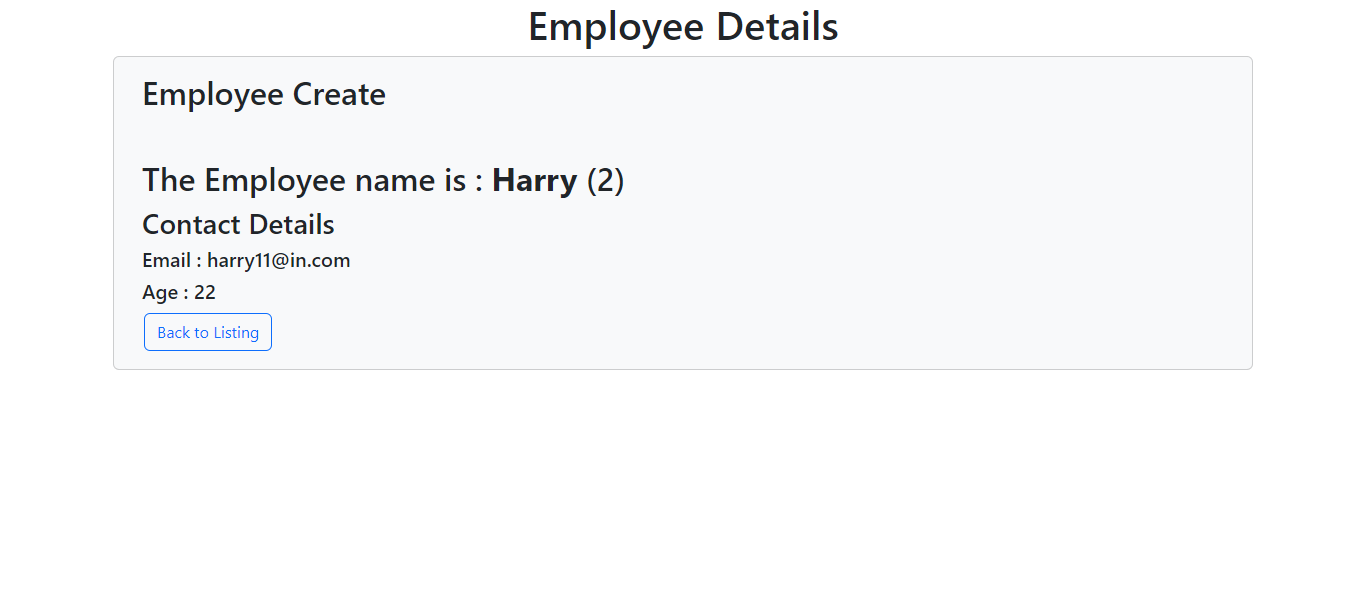 Employee Details
Employee Create
The Employee name is : Harry (2)
Contact Details
Email : harry11@in.com
Age : 22
Back to Listing